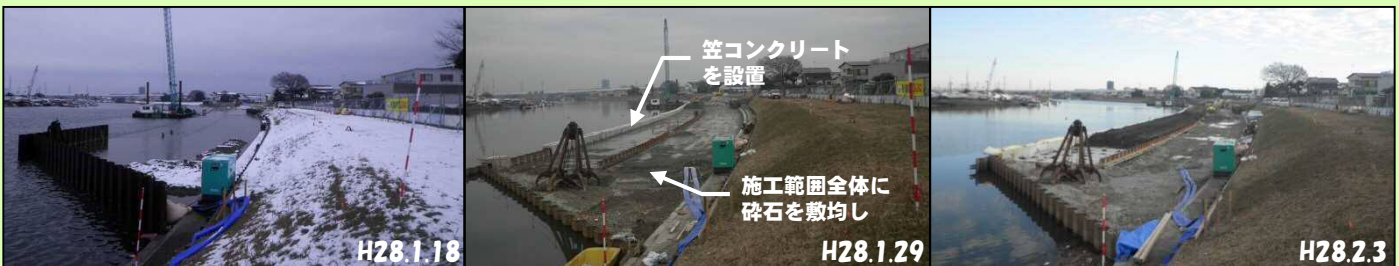 H28.1.18
笠コンクリート
を設置
施工範囲全体に
砕石を敷均し
H28.1.29
H28.2.3